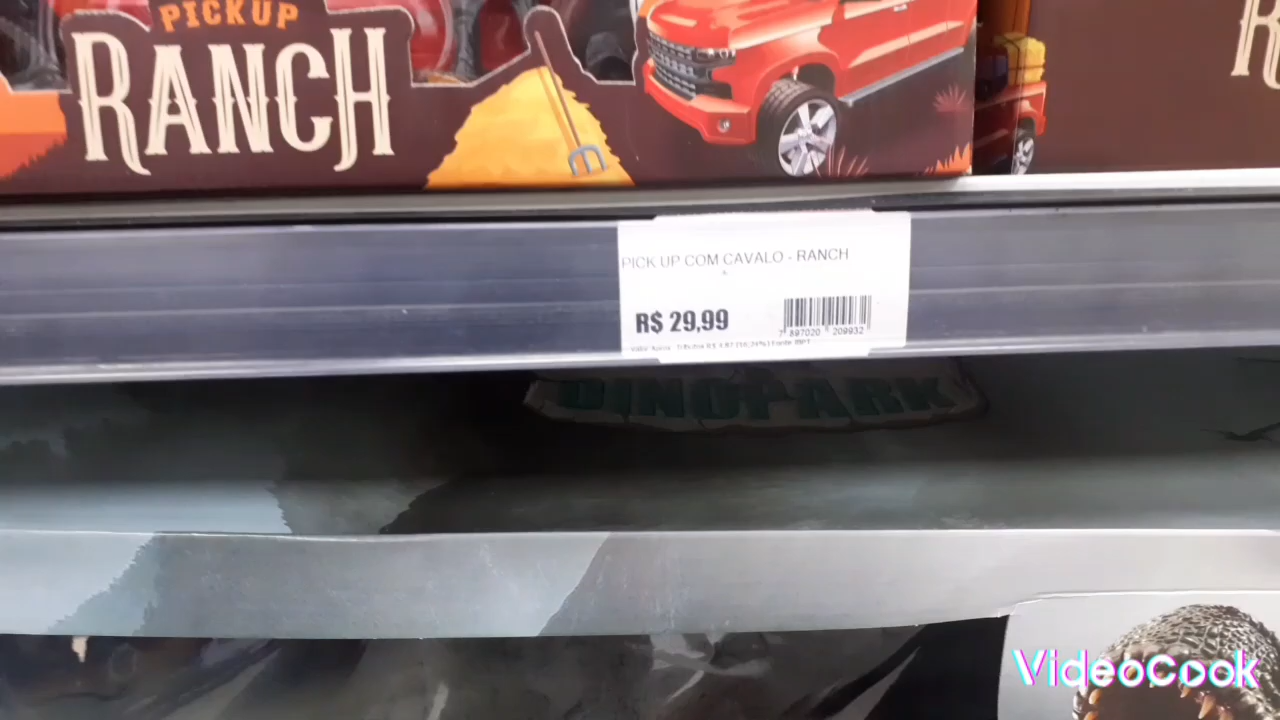 PICKUP
RANCH
R
PICK UP COM CAVALO - RANCH
R$ 29,99
7 897020 209932
DINOPARK
VideoCook